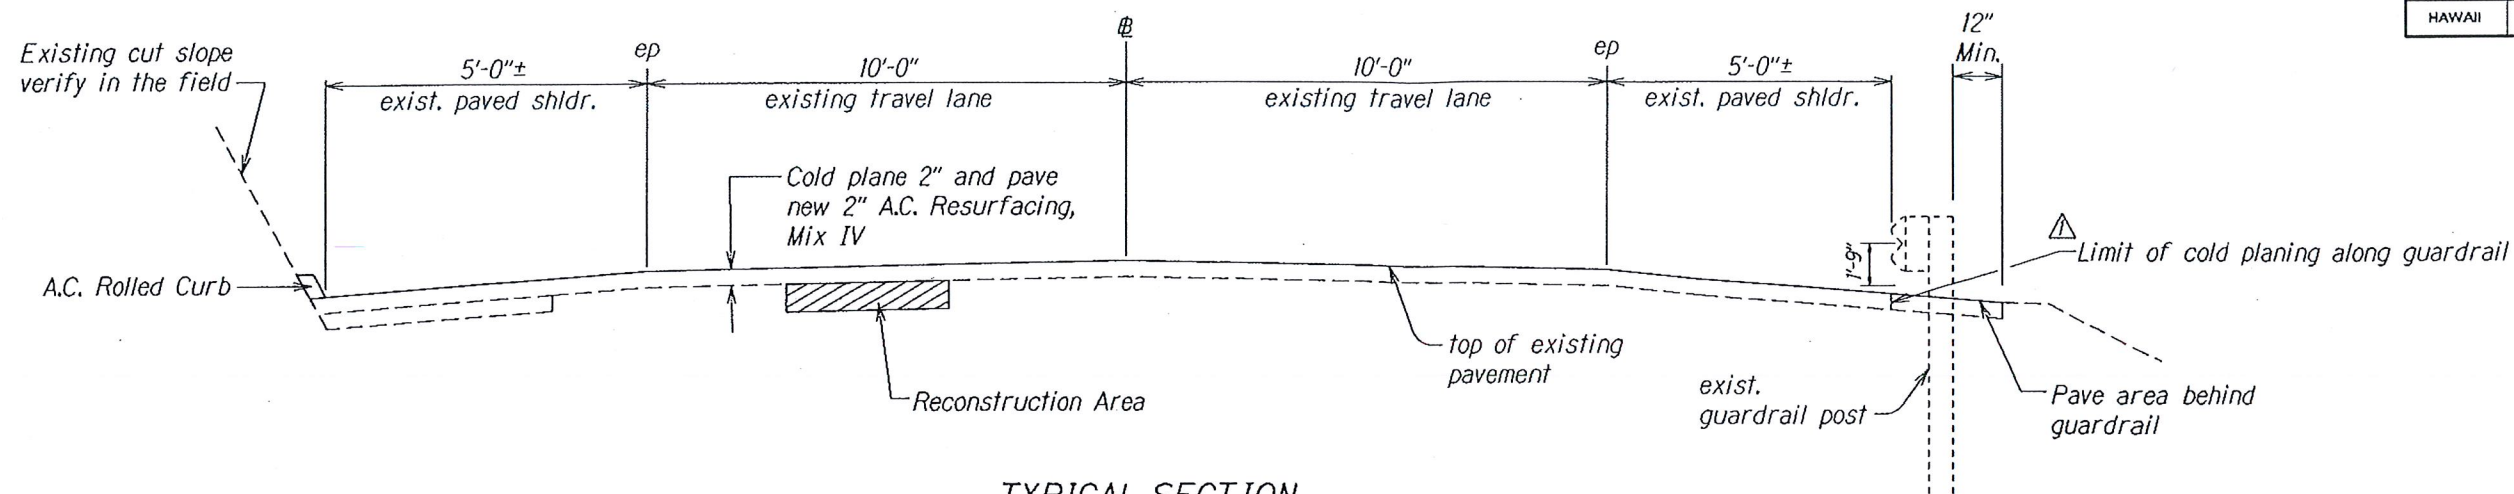 HAWAII
Existing cut slope
verify in the field
ep
℄
ep
12"
Min.
5'-0"±
exist. paved shldr.
10'-0"
existing travel lane
10'-0"
existing travel lane
5'-0"±
exist. paved shldr.
Cold plane 2" and pave
new 2" A.C. Resurfacing,
Mix IV
A.C. Rolled Curb
1'-9"
1
Limit of cold planing along guardrail
Reconstruction Area
top of existing
pavement
exist.
guardrail post
Pave area behind
guardrail
TYPICAL SECTION